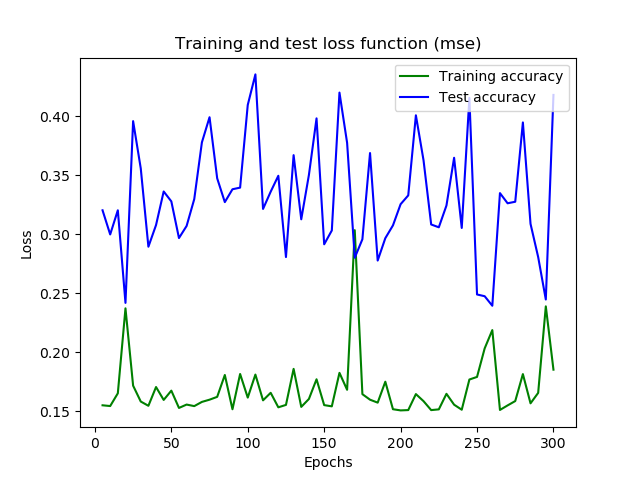 Training and test loss function (mse)
Training accuracy
Test accuracy
0.40
0.35
0.30
0.25
0.20
0.15
Loss
0
50
100
150
200
250
300
Epochs